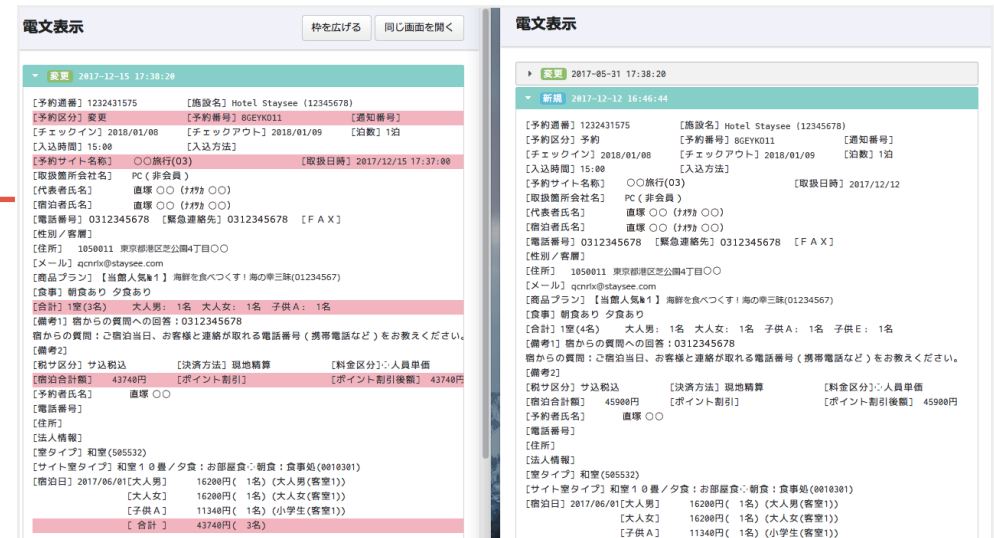 電文表示
枠を広げる 同じ画面を開く
変更 2017-12-15 17:38:20
[予約通番] 1232431575 [施設名] Hotel Staysee (12345678)
[予約区分] 変更 [予約番号] 8GEYKO11 [通知番号]
[チェックイン] 2018/01/08 [チェックアウト] 2018/01/09 [泊数] 1泊
[入込時間] 15:00 [入込方法]
[予約サイト名称] 〇〇旅行(03) [取扱日時] 2017/12/15 17:37:00
[取扱箇所会社名] PC ( 非会員 )
[代表者氏名] 直塚 〇〇 (ﾅｵﾂｶ 〇〇)
[宿泊者氏名] 直塚 〇〇 (ﾅｵﾂｶ 〇〇)
[電話番号] 0312345678 [緊急連絡先] 0312345678 [ＦＡＸ]
[性別／客層]
[住所] 1050011 東京都港区芝公園4丁目〇〇
[メール] qcnrlx@staysee.com
[商品プラン] 【当館人気№１】 海鮮を食べつくす！海の幸三昧(01234567)
[食事] 朝食あり 夕食あり
[合計] 1室(3名) 大人男： 1名 大人女： 1名 子供Ａ： 1名
[備考1] 宿からの質問への回答：0312345678
宿からの質問：ご宿泊当日、お客様と連絡が取れる電話番号（携帯電話など）をお教えください。
[備考2]
[税サ区分] サ込税込 [決済方法] 現地精算 [料金区分] 人員単価
[宿泊合計額] 43740円 [ポイント割引] [ポイント割引後額] 43740円
[予約者氏名] 直塚 〇〇
[電話番号]
[住所]
[法人情報]
[室タイプ] 和室(505532)
[サイト室タイプ] 和室１０畳／夕食：お部屋食 朝食：食事処(0010301)
[宿泊日] 2017/06/01[大人男] 16200円( 1名) (大人男(客室1))
[大人女] 16200円( 1名) (大人女(客室1))
[子供Ａ] 11340円( 1名) (小学生(客室1))
[ 合計 ] 43740円( 3名)
電文表示
変更 2017-05-31 17:38:20
新規 2017-12-12 16:46:44
[予約通番] 1232431575 [施設名] Hotel Staysee (12345678)
[予約区分] 予約 [予約番号] 8GEYKO11 [通知番号]
[チェックイン] 2018/01/08 [チェックアウト] 2018/01/09 [泊数] 1泊
[入込時間] 15:00 [入込方法]
[予約サイト名称] 〇〇旅行(03) [取扱日時] 2017/12/12
[取扱箇所会社名] PC ( 非会員 )
[代表者氏名] 直塚 〇〇 (ﾅｵﾂｶ 〇〇)
[宿泊者氏名] 直塚 〇〇 (ﾅｵﾂｶ 〇〇)
[電話番号] 0312345678 [緊急連絡先] 0312345678 [ＦＡＸ]
[性別／客層]
[住所] 1050011 東京都港区芝公園4丁目〇〇
[メール] qcnrlx@staysee.com
[商品プラン] 【当館人気№１】 海鮮を食べつくす！海の幸三昧(01234567)
[食事] 朝食あり 夕食あり
[合計] 1室(4名) 大人男： 1名 大人女： 1名 子供Ａ： 1名 子供Ｅ： 1名
[備考1] 宿からの質問への回答：0312345678
宿からの質問：ご宿泊当日、お客様と連絡が取れる電話番号（携帯電話など）をお教えください。
[備考2]
[税サ区分] サ込税込 [決済方法] 現地精算 [料金区分] 人員単価
[宿泊合計額] 45900円 [ポイント割引] [ポイント割引後額] 45900円
[予約者氏名] 直塚 〇〇
[電話番号]
[住所]
[法人情報]
[室タイプ] 和室(505532)
[サイト室タイプ] 和室１０畳／夕食：お部屋食 朝食：食事処(0010301)
[宿泊日] 2017/06/01[大人男] 16200円( 1名) (大人男(客室1))
[大人女] 16200円( 1名) (大人女(客室1))
[子供Ａ] 11340円( 1名) (小学生(客室1))